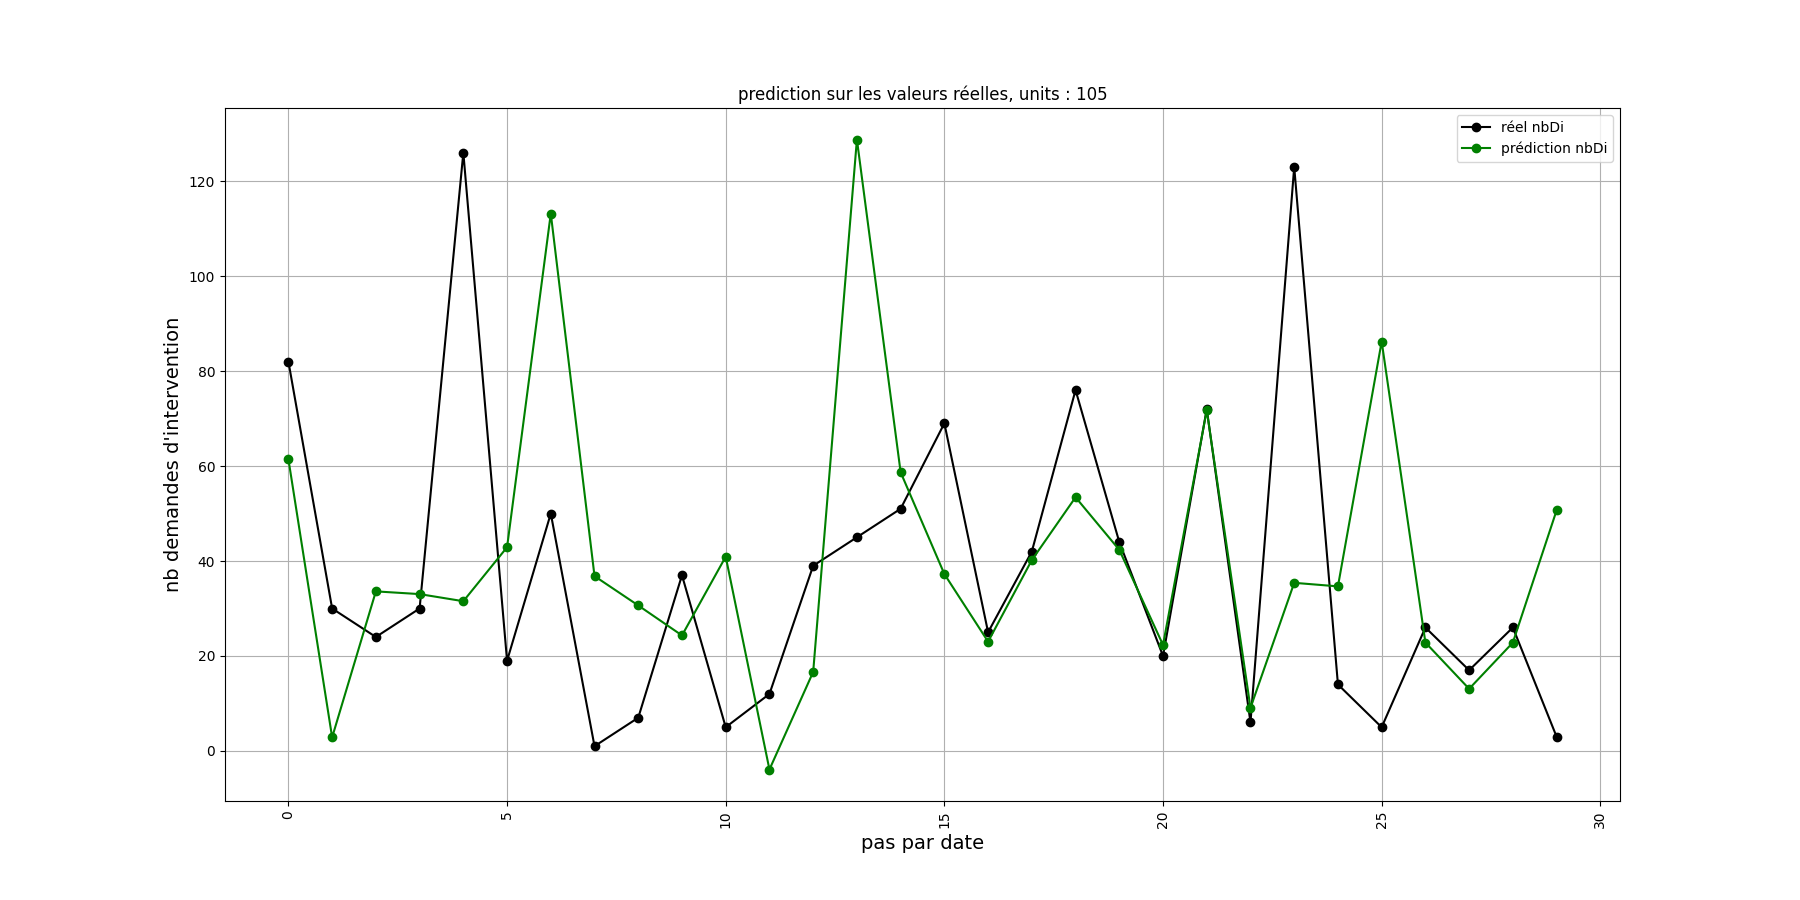 prediction sur les valeurs réelles, units : 105
réel nbDi
prédiction nbDi
120
100
80
60
40
20
0
nb demandes d'intervention
0 5 10 15 20 25 30
pas par date